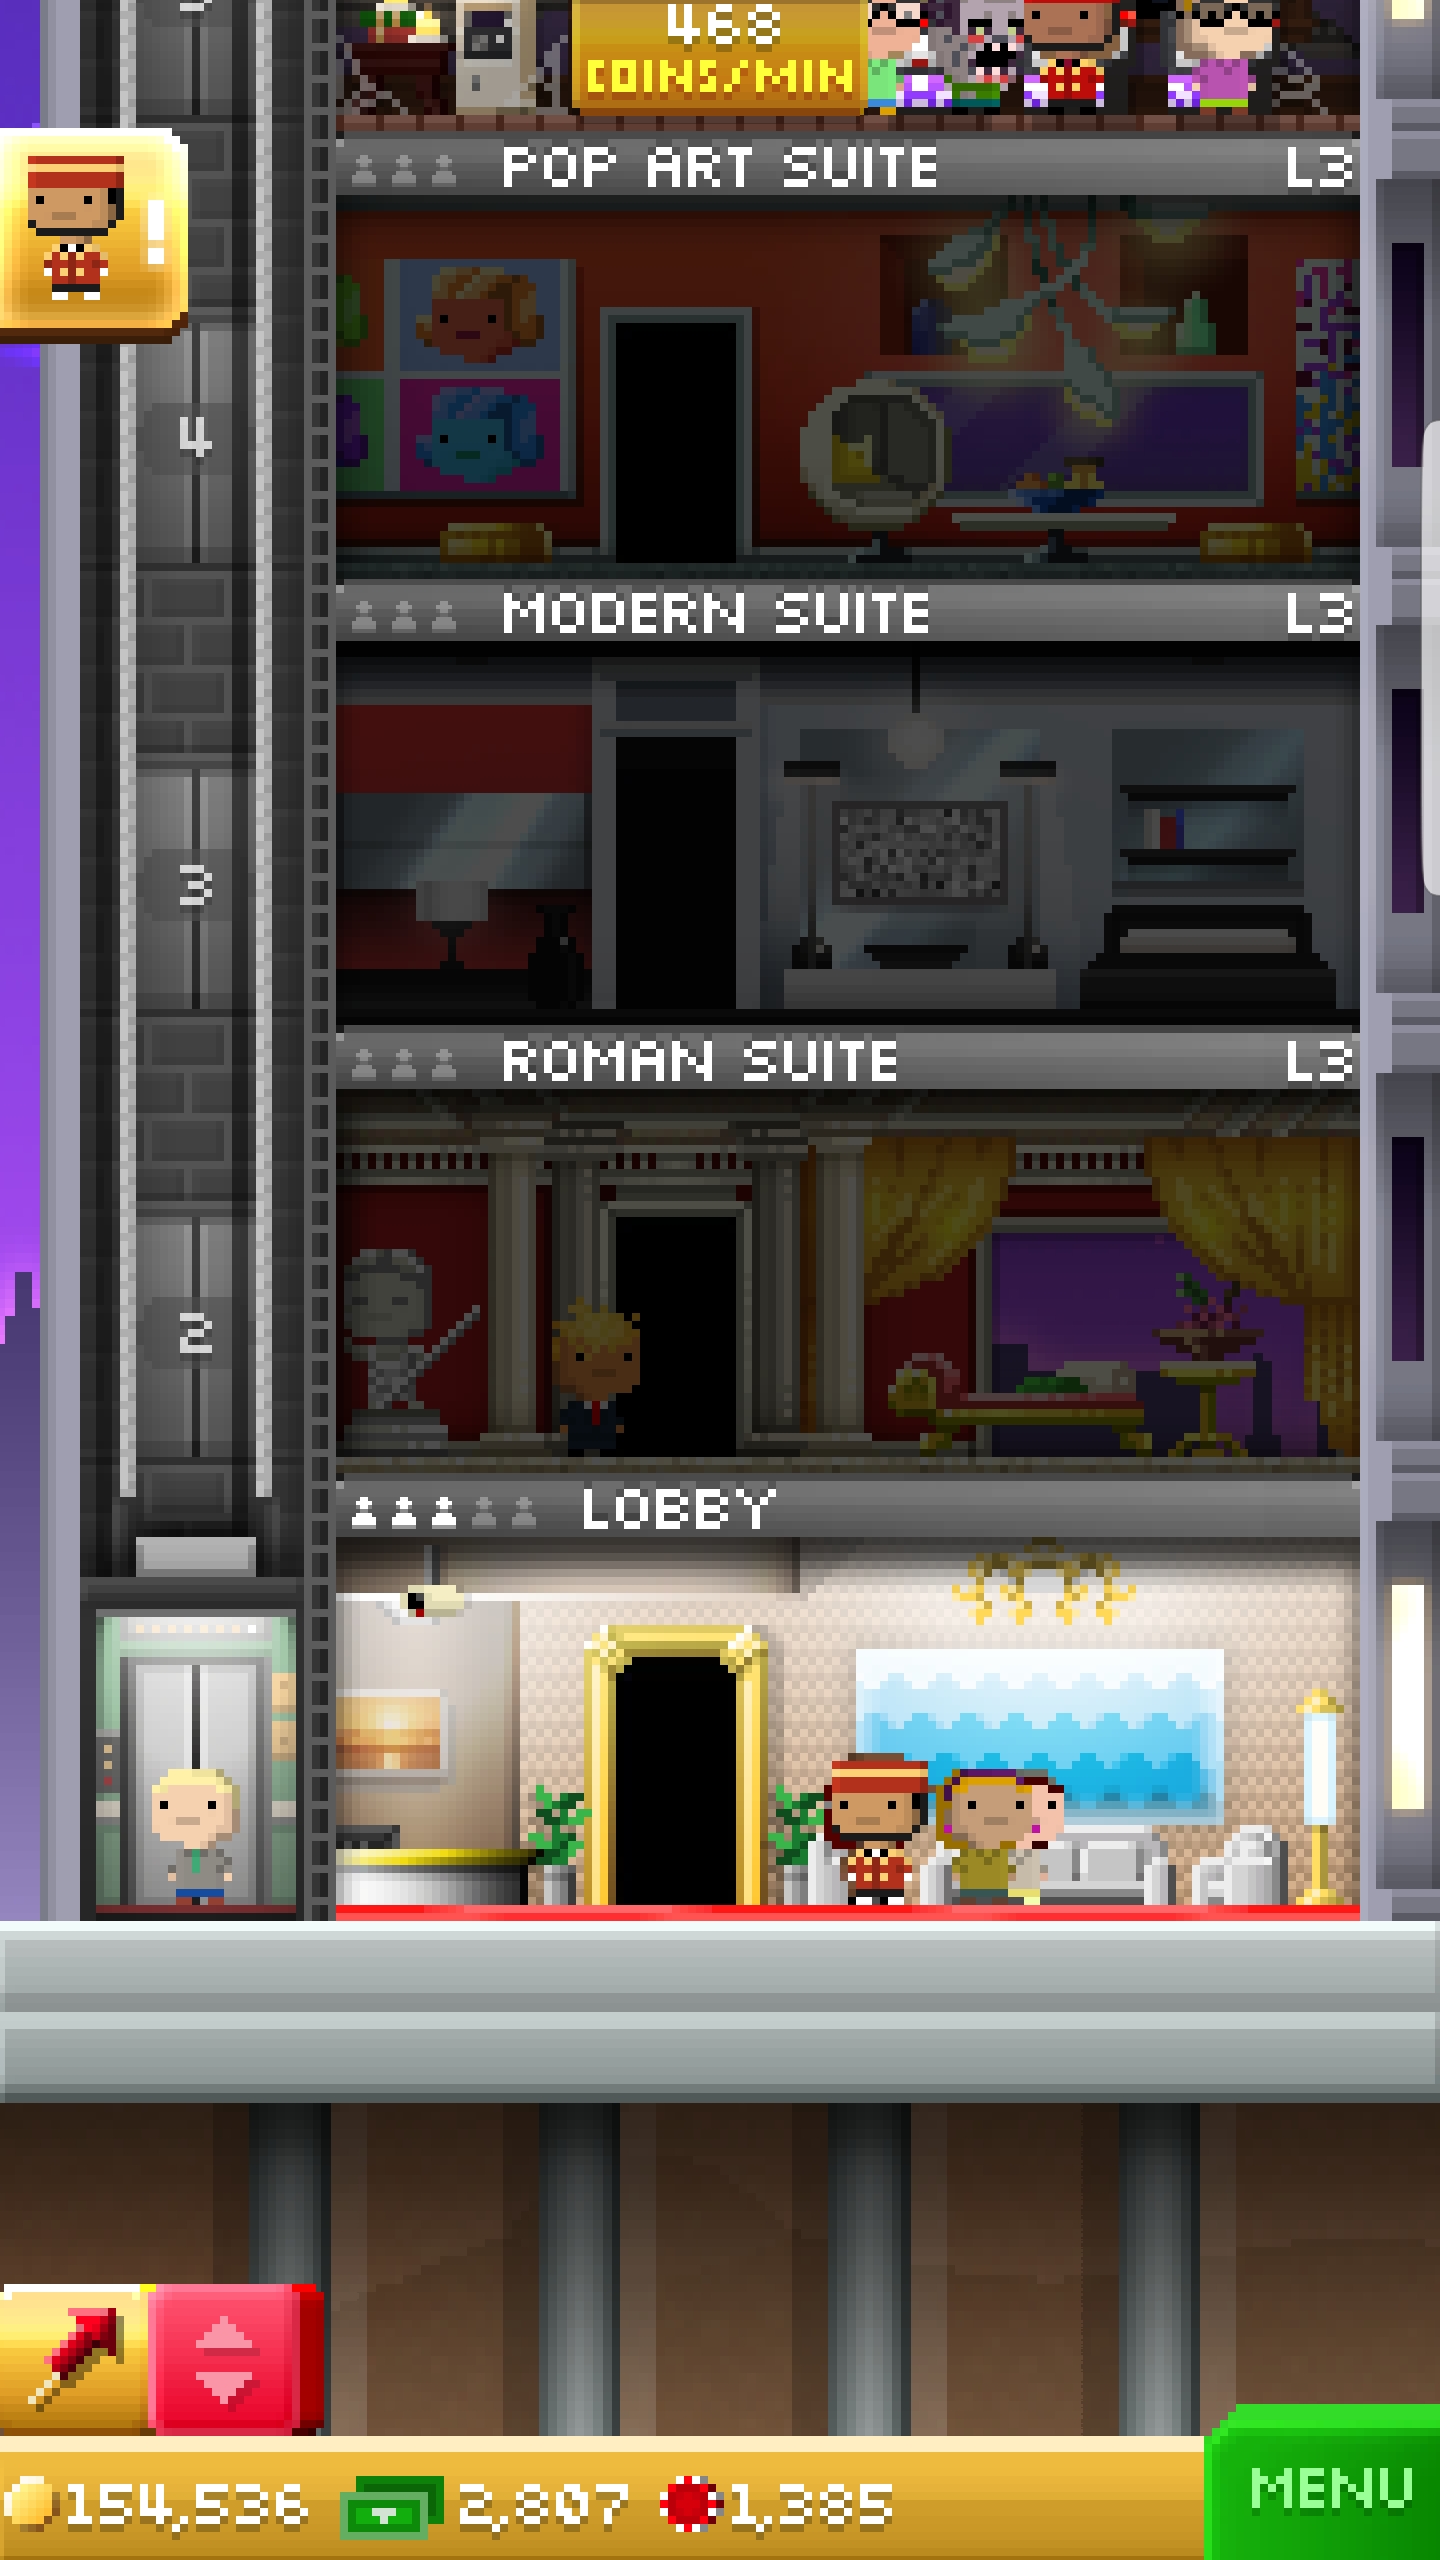 468
COINS/MIN
POP ART SUITE L3
!
4
MODERN SUITE L3
3
ROMAN SUITE L3
2
LOBBY
154,536 2,807 1,385
MENU